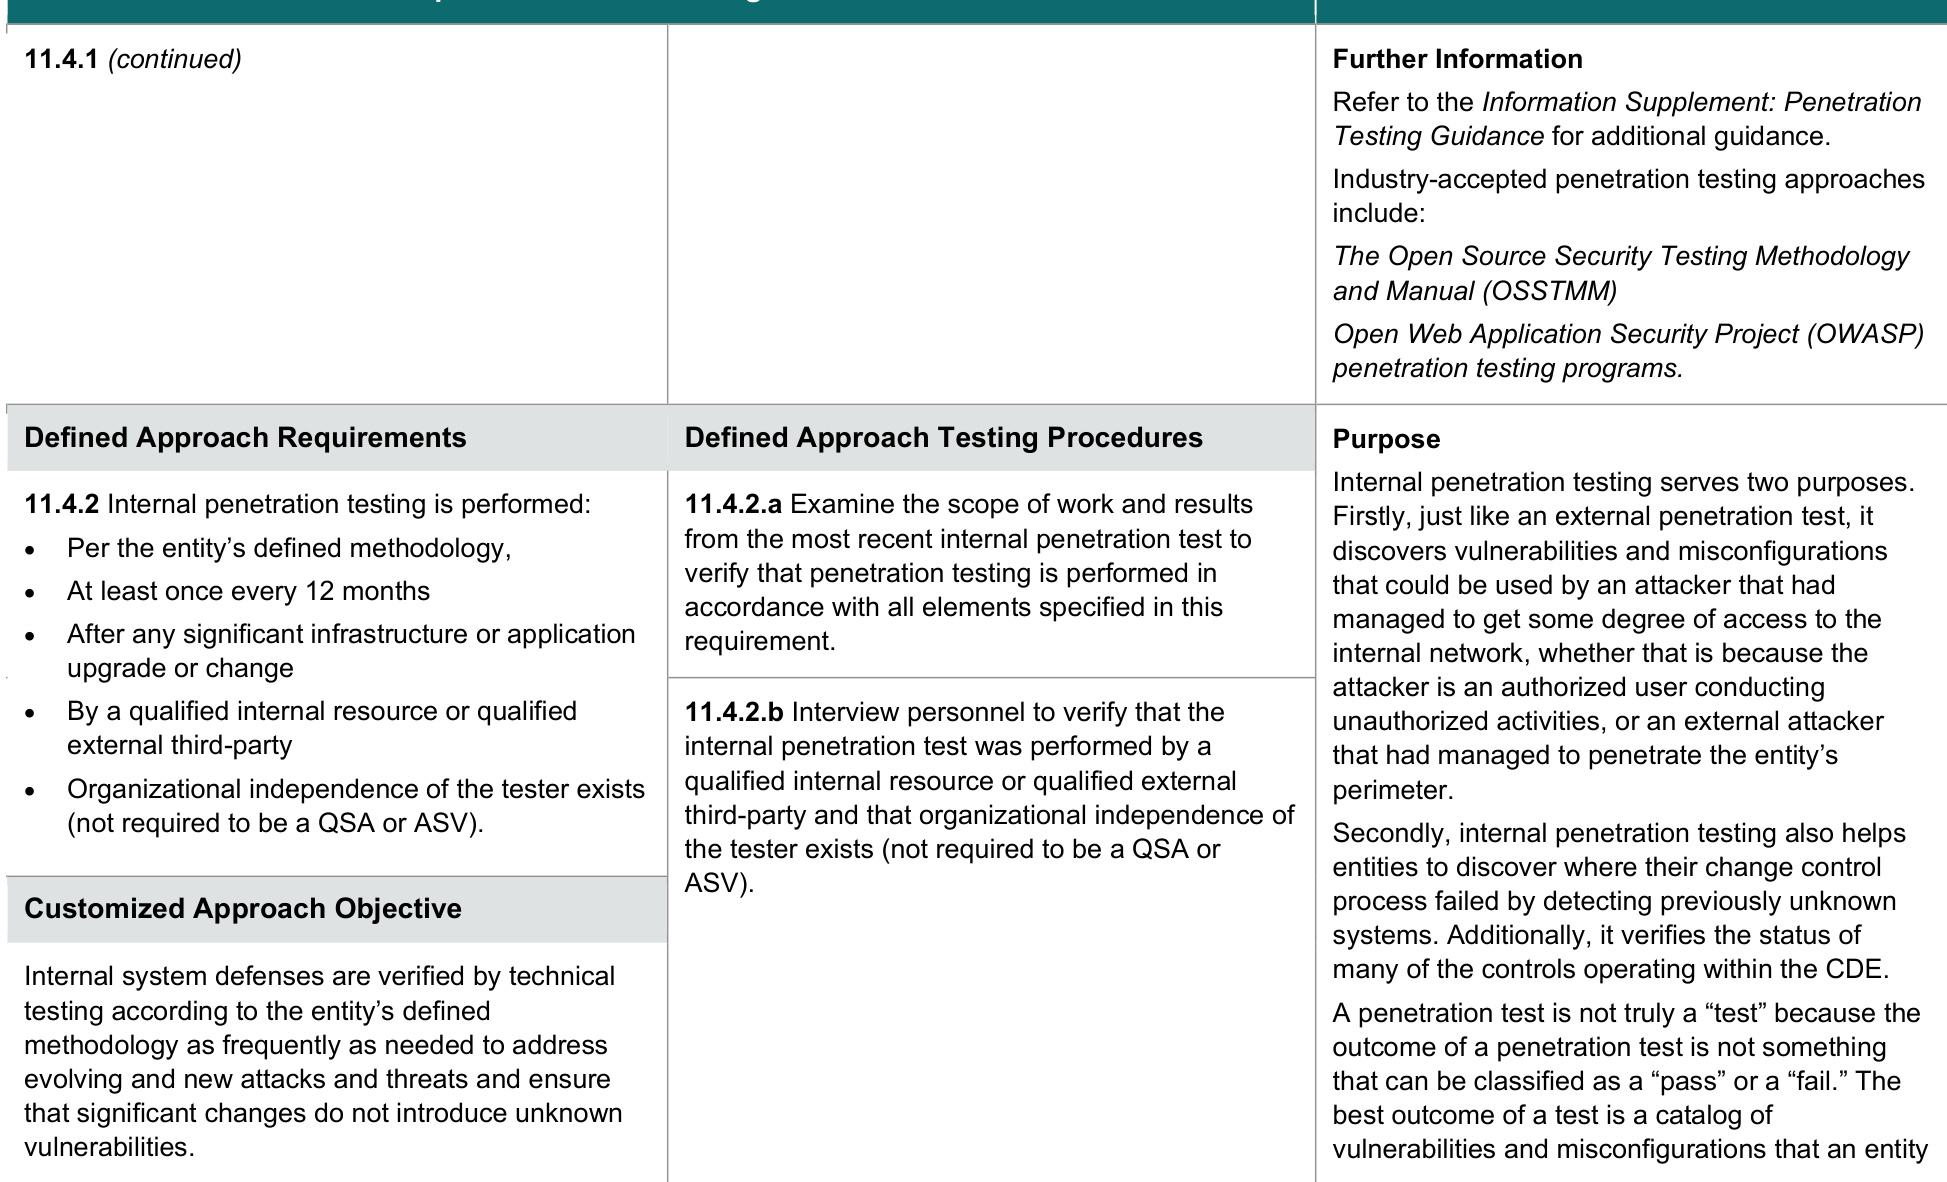 11.4.1 (continued)
Further Information
Refer to the Information Supplement: Penetration
Testing Guidance for additional guidance.
Industry-accepted penetration testing approaches
include:
The Open Source Security Testing Methodology
and Manual (OSSTMM)
Open Web Application Security Project (OWASP)
penetration testing programs.
Defined Approach Requirements
11.4.2 Internal penetration testing is performed:
• Per the entity’s defined methodology,
• At least once every 12 months
• After any significant infrastructure or application
upgrade or change
• By a qualified internal resource or qualified
external third-party
• Organizational independence of the tester exists
(not required to be a QSA or ASV).
Customized Approach Objective
Internal system defenses are verified by technical
testing according to the entity’s defined
methodology as frequently as needed to address
evolving and new attacks and threats and ensure
that significant changes do not introduce unknown
vulnerabilities.
Defined Approach Testing Procedures
11.4.2.a Examine the scope of work and results
from the most recent internal penetration test to
verify that penetration testing is performed in
accordance with all elements specified in this
requirement.
11.4.2.b Interview personnel to verify that the
internal penetration test was performed by a
qualified internal resource or qualified external
third-party and that organizational independence of
the tester exists (not required to be a QSA or
ASV).
Purpose
Internal penetration testing serves two purposes.
Firstly, just like an external penetration test, it
discovers vulnerabilities and misconfigurations
that could be used by an attacker that had
managed to get some degree of access to the
internal network, whether that is because the
attacker is an authorized user conducting
unauthorized activities, or an external attacker
that had managed to penetrate the entity’s
perimeter.
Secondly, internal penetration testing also helps
entities to discover where their change control
process failed by detecting previously unknown
systems. Additionally, it verifies the status of
many of the controls operating within the CDE.
A penetration test is not truly a “test” because the
outcome of a penetration test is not something
that can be classified as a “pass” or a “fail.” The
best outcome of a test is a catalog of
vulnerabilities and misconfigurations that an entity